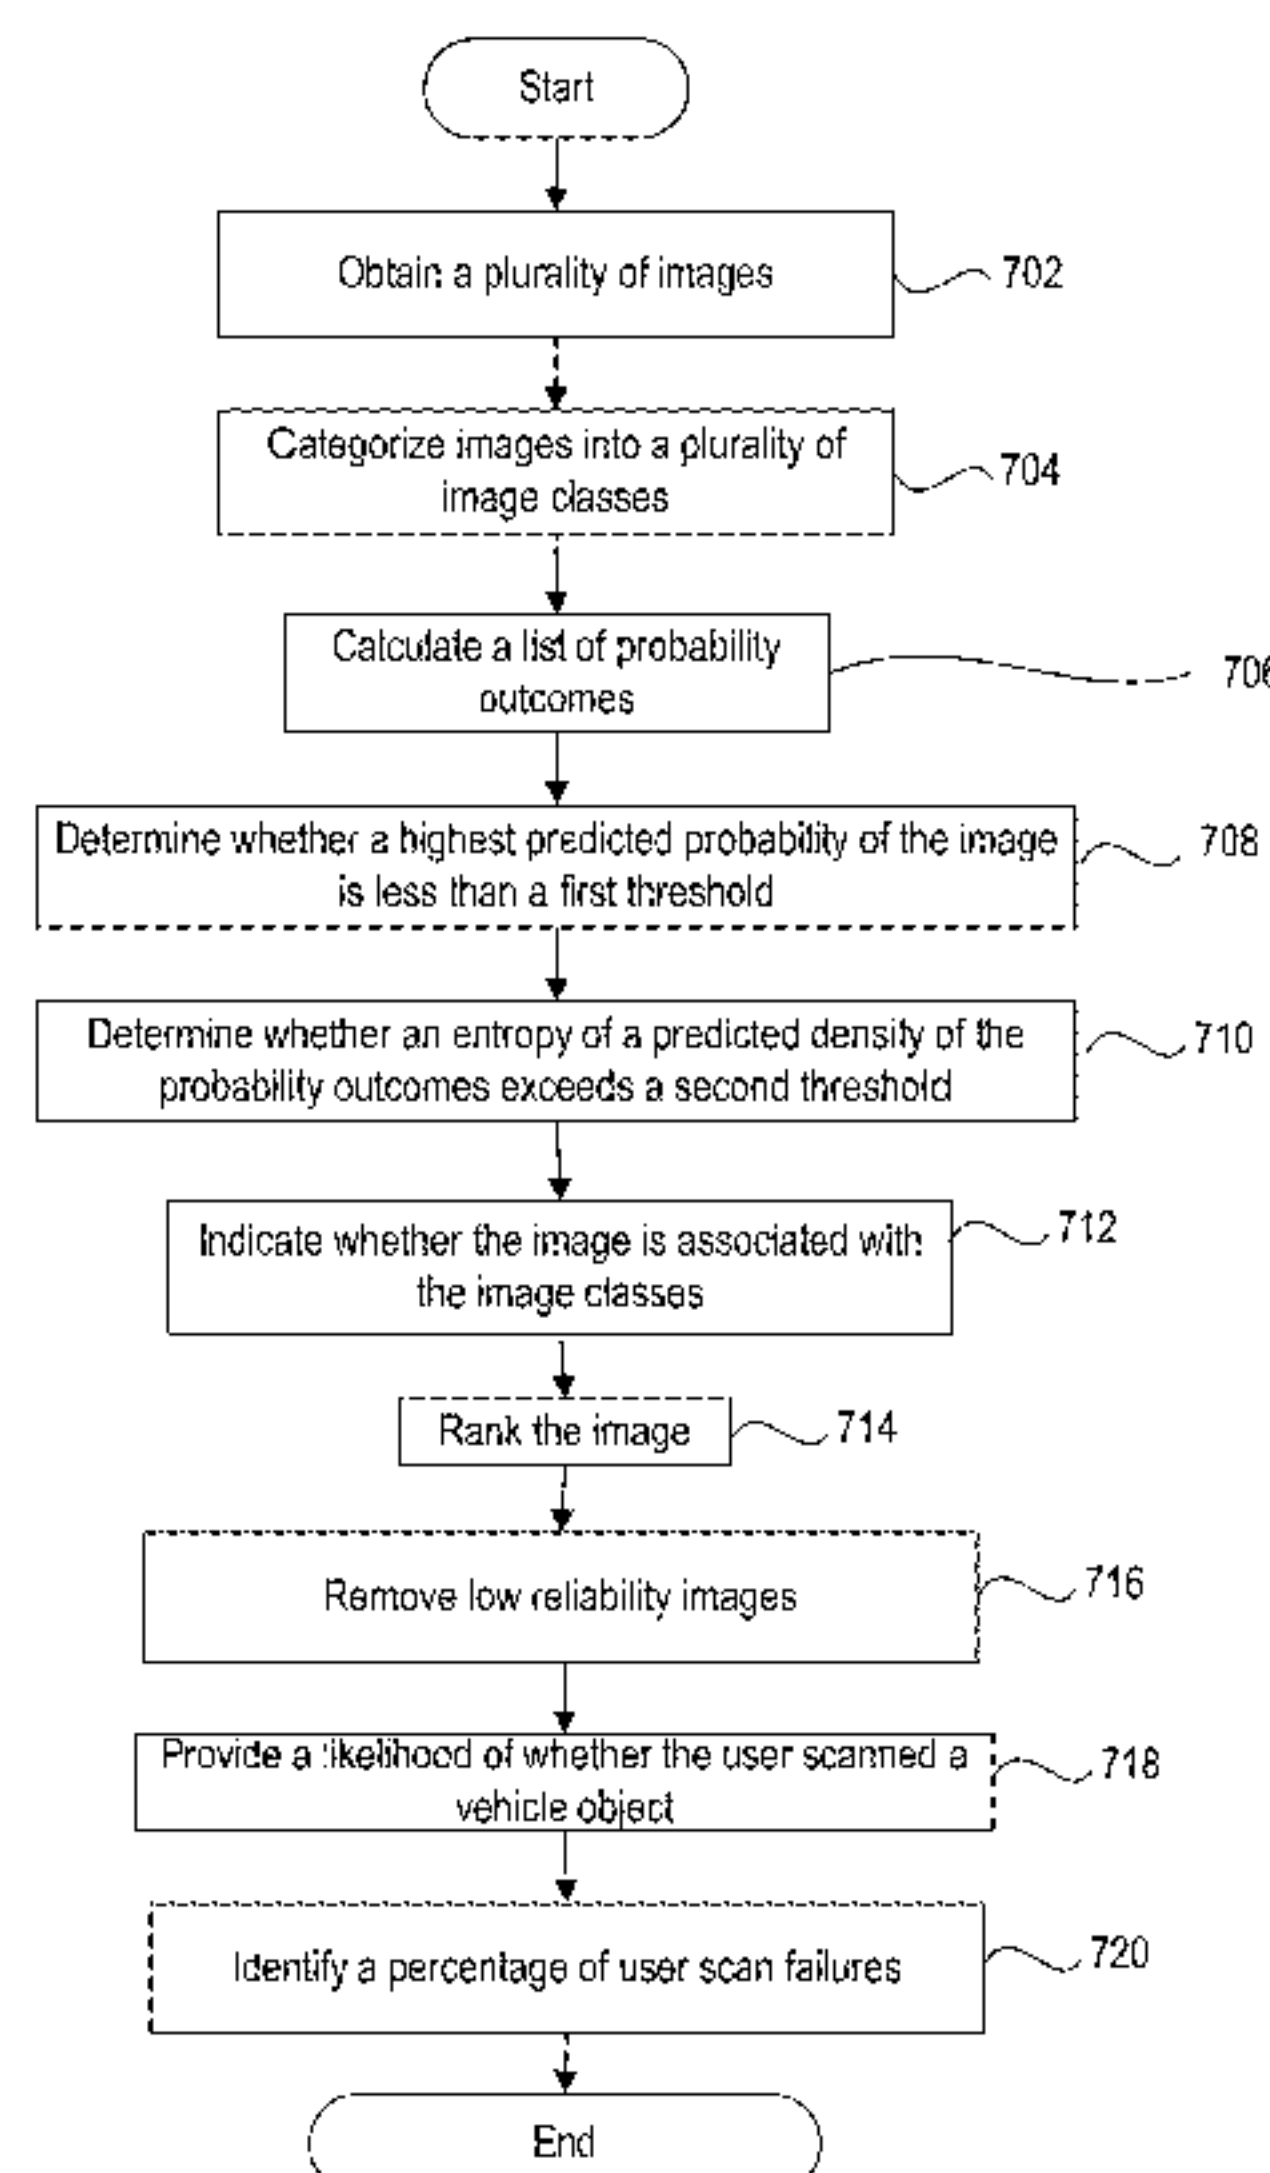 Start
Obtain a plurality of images
702
Categorize images into a plurality of
image classes
704
Calculate a list of probability
outcomes
706
Determine whether a highest predicted probability of the image
is less than a first threshold
708
Determine whether an entropy of a predicted density of the
probability outcomes exceeds a second threshold
710
Indicate whether the image is associated with
the image classes
712
Rank the image
714
Remove low reliability images
716
Provide a likelihood of whether the user scanned a
vehicle object
718
Identify a percentage of user scan failures
720
End